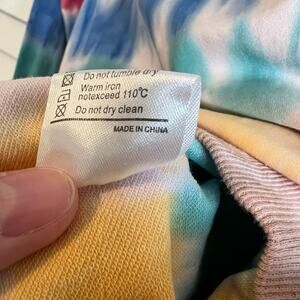 Do not tumble dry
Warm iron
notexceed 110℃
Do not dry clean
MADE IN CHINA